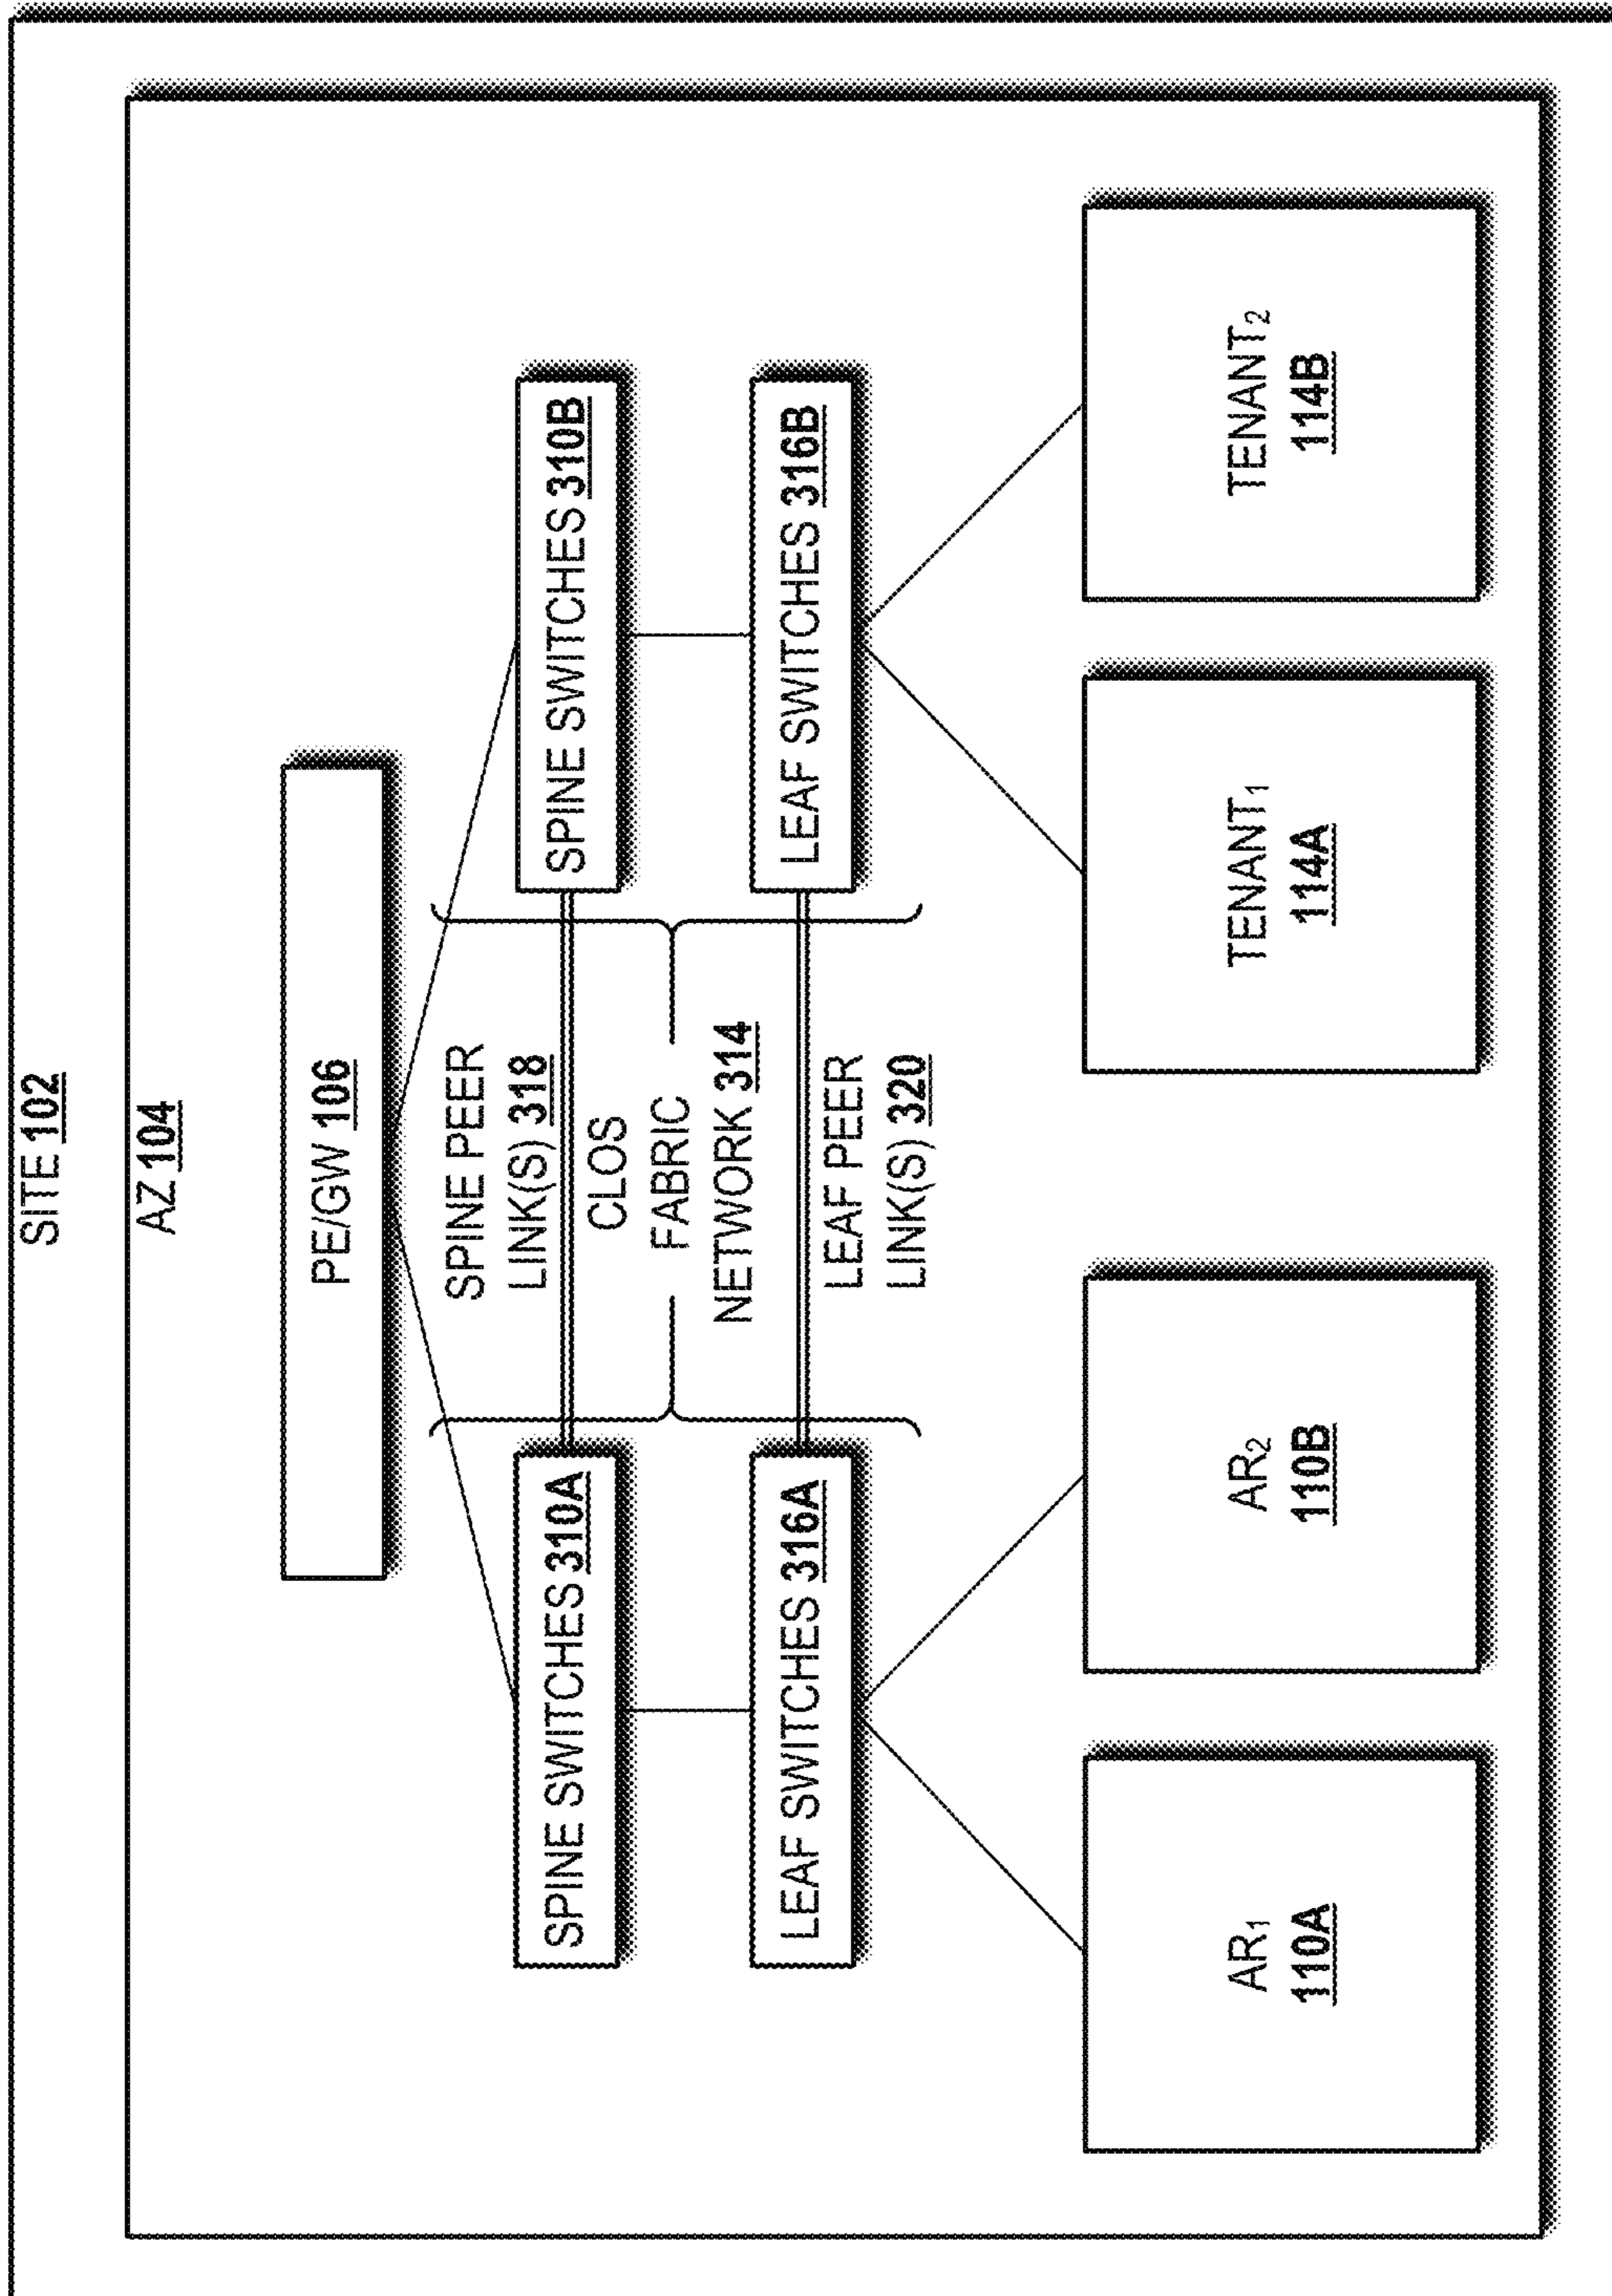 SITE 102
AZ 104
PE/GW 106
SPINE SWITCHES 310A
SPINE PEER
LINK(S) 318
SPINE SWITCHES 310B
CLOS
FABRIC
NETWORK 314
LEAF SWITCHES 316A
LEAF PEER
LINK(S) 320
LEAF SWITCHES 316B
AR₁
110A
AR₂
110B
TENANT₁
114A
TENANT₂
114B